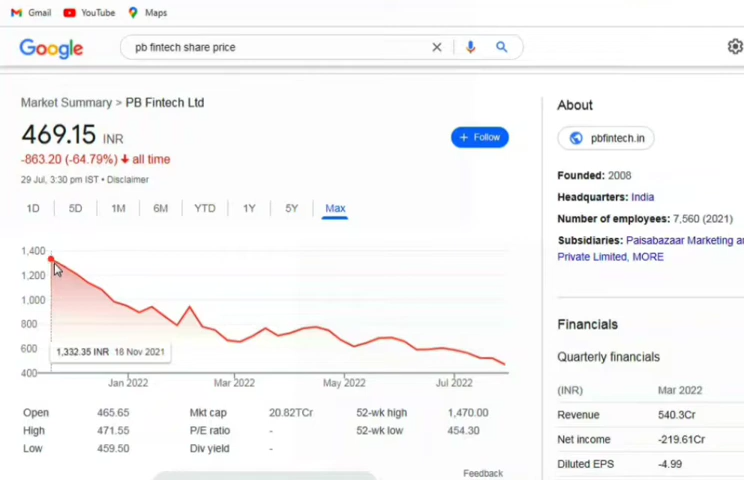 Gmail YouTube Maps
Google pb fintech share price
Market Summary > PB Fintech Ltd
469.15 INR
+ Follow
-863.20 (-64.79%) all time
29 Jul, 3:30 pm IST • Disclaimer
1D 5D 1M 6M YTD 1Y 5Y Max
1,400
1,200
1,000
800
600
400
1,332.35 INR 18 Nov 2021
Jan 2022 Mar 2022 May 2022 Jul 2022
Open 465.65 Mkt cap 20.82TCr 52-wk high 1,470.00
High 471.55 P/E ratio - 52-wk low 454.30
Low 459.50 Div yield -
Feedback
About
pbfintech.in
Founded: 2008
Headquarters: India
Number of employees: 7,560 (2021)
Subsidiaries: Paisabazaar Marketing
Private Limited, MORE
Financials
Quarterly financials
(INR) Mar 2022
Revenue 540.3Cr
Net income -219.61Cr
Diluted EPS -4.99